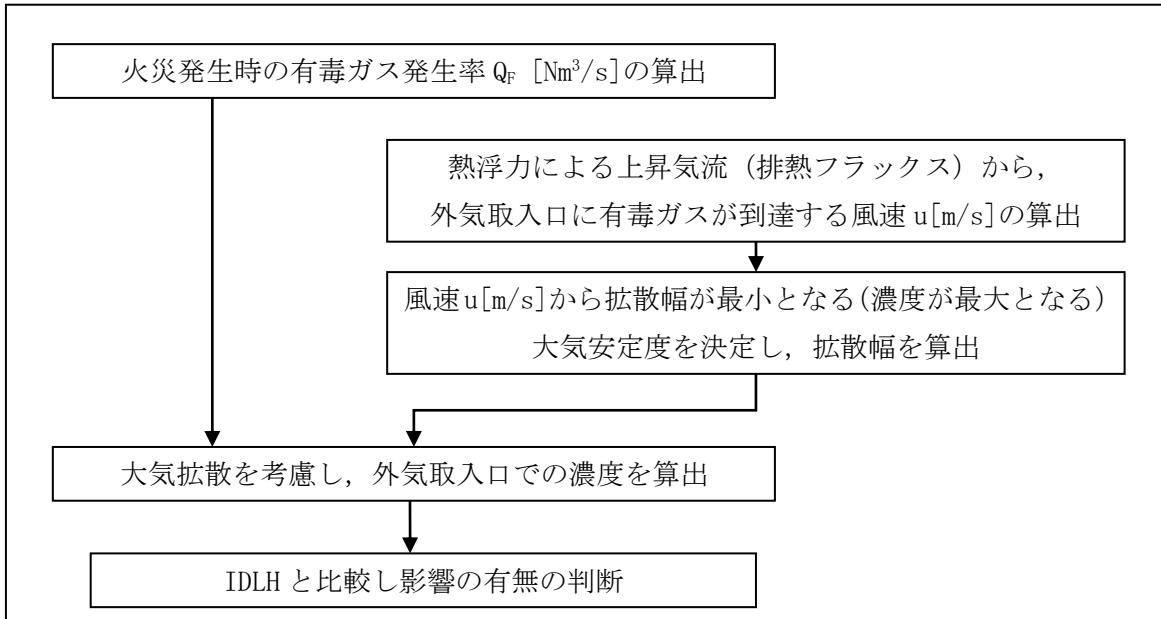 火災発生時の有毒ガス発生率 Q_F [Nm³/s]の算出
熱浮力による上昇気流（排熱フラックス）から，
外気取入口に有毒ガスが到達する風速 u[m/s]の算出
風速 u[m/s]から拡散幅が最小となる(濃度が最大となる)
大気安定度を決定し，拡散幅を算出
大気拡散を考慮し，外気取入口での濃度を算出
IDLH と比較し影響の有無の判断